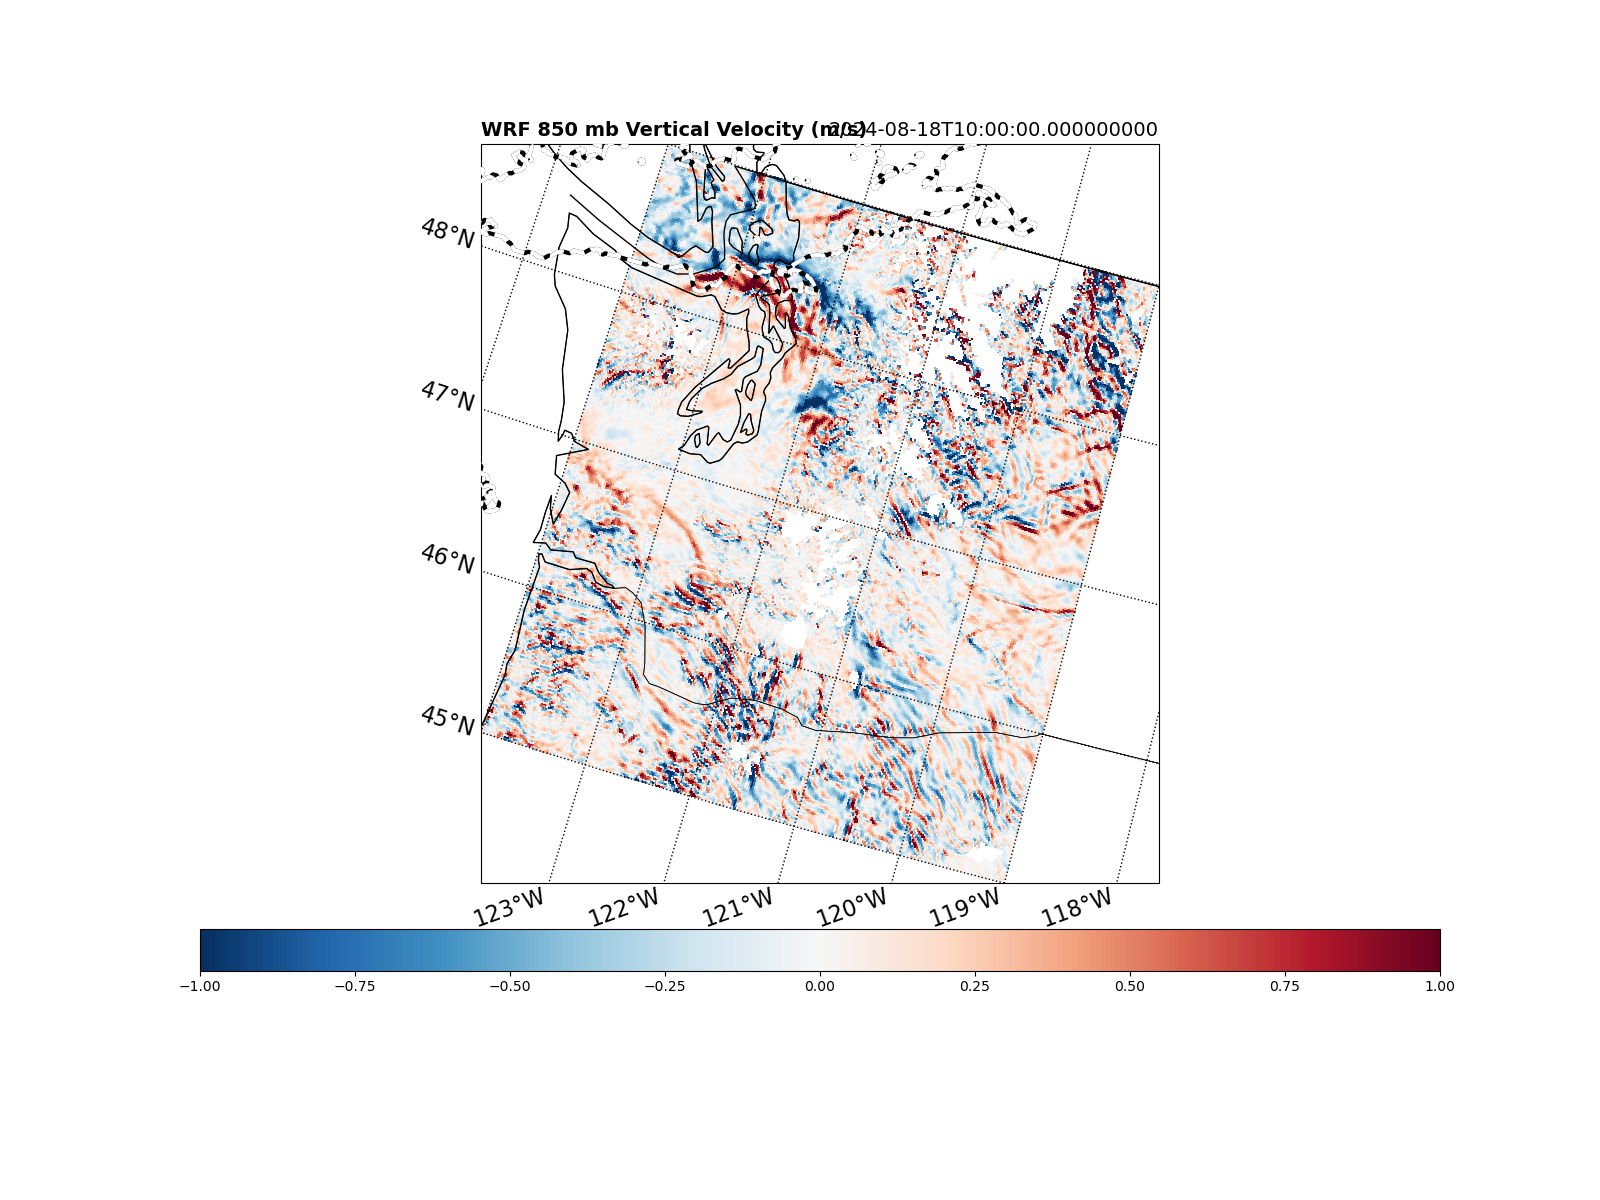 WRF 850 mb Vertical Velocity (m/s) 2024-08-18T10:00:00.000000000
48°N
47°N
46°N
45°N
123°W 122°W 121°W 120°W 119°W 118°W
−1.00 −0.75 −0.50 −0.25 0.00 0.25 0.50 0.75 1.00